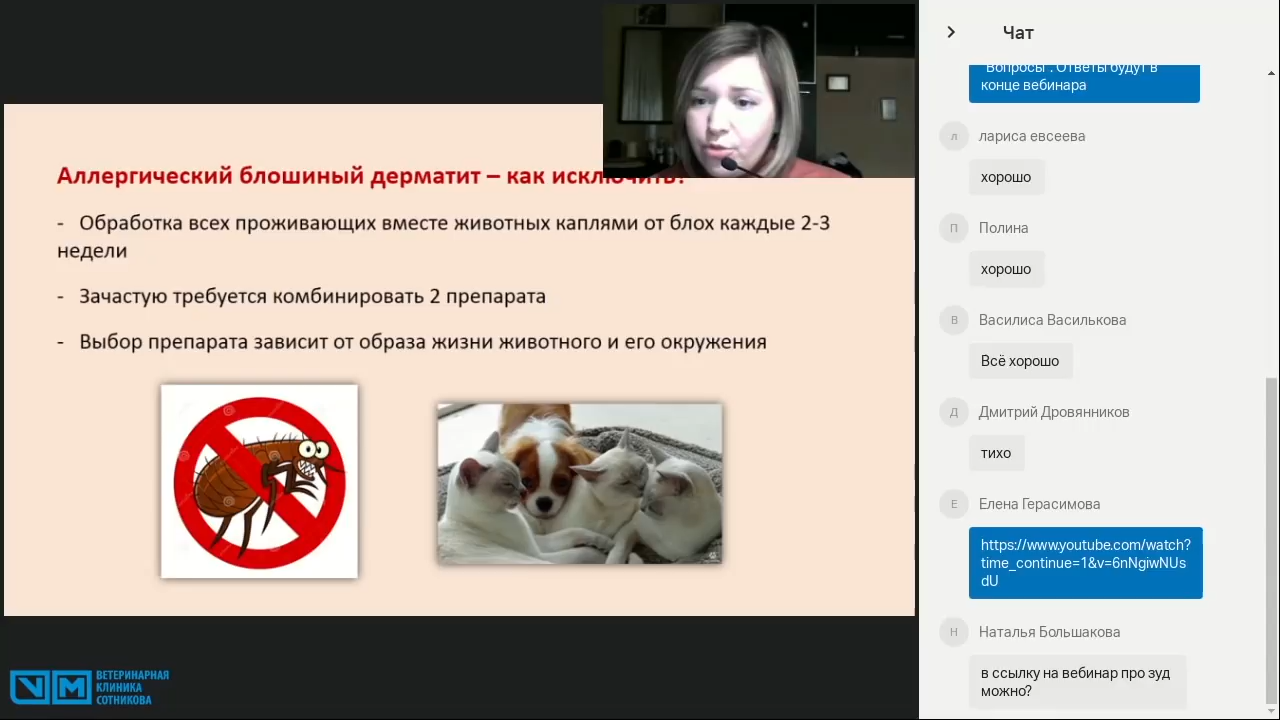 Аллергический блошиный дерматит – как исключить?
- Обработка всех проживающих вместе животных каплями от блох каждые 2-3
недели
- Зачастую требуется комбинировать 2 препарата
- Выбор препарата зависит от образа жизни животного и его окружения
ВЕТЕРИНАРНАЯ
КЛИНИКА
СОТНИКОВА
Чат
"Вопросы". Ответы будут в
конце вебинара
л лариса евсеева
хорошо
П Полина
хорошо
В Василиса Василькова
Всё хорошо
Д Дмитрий Дровянников
тихо
Е Елена Герасимова
https://www.youtube.com/watch?
time_continue=1&v=6nNgiwNUs
dU
Н Наталья Большакова
в ссылку на вебинар про зуд
можно?